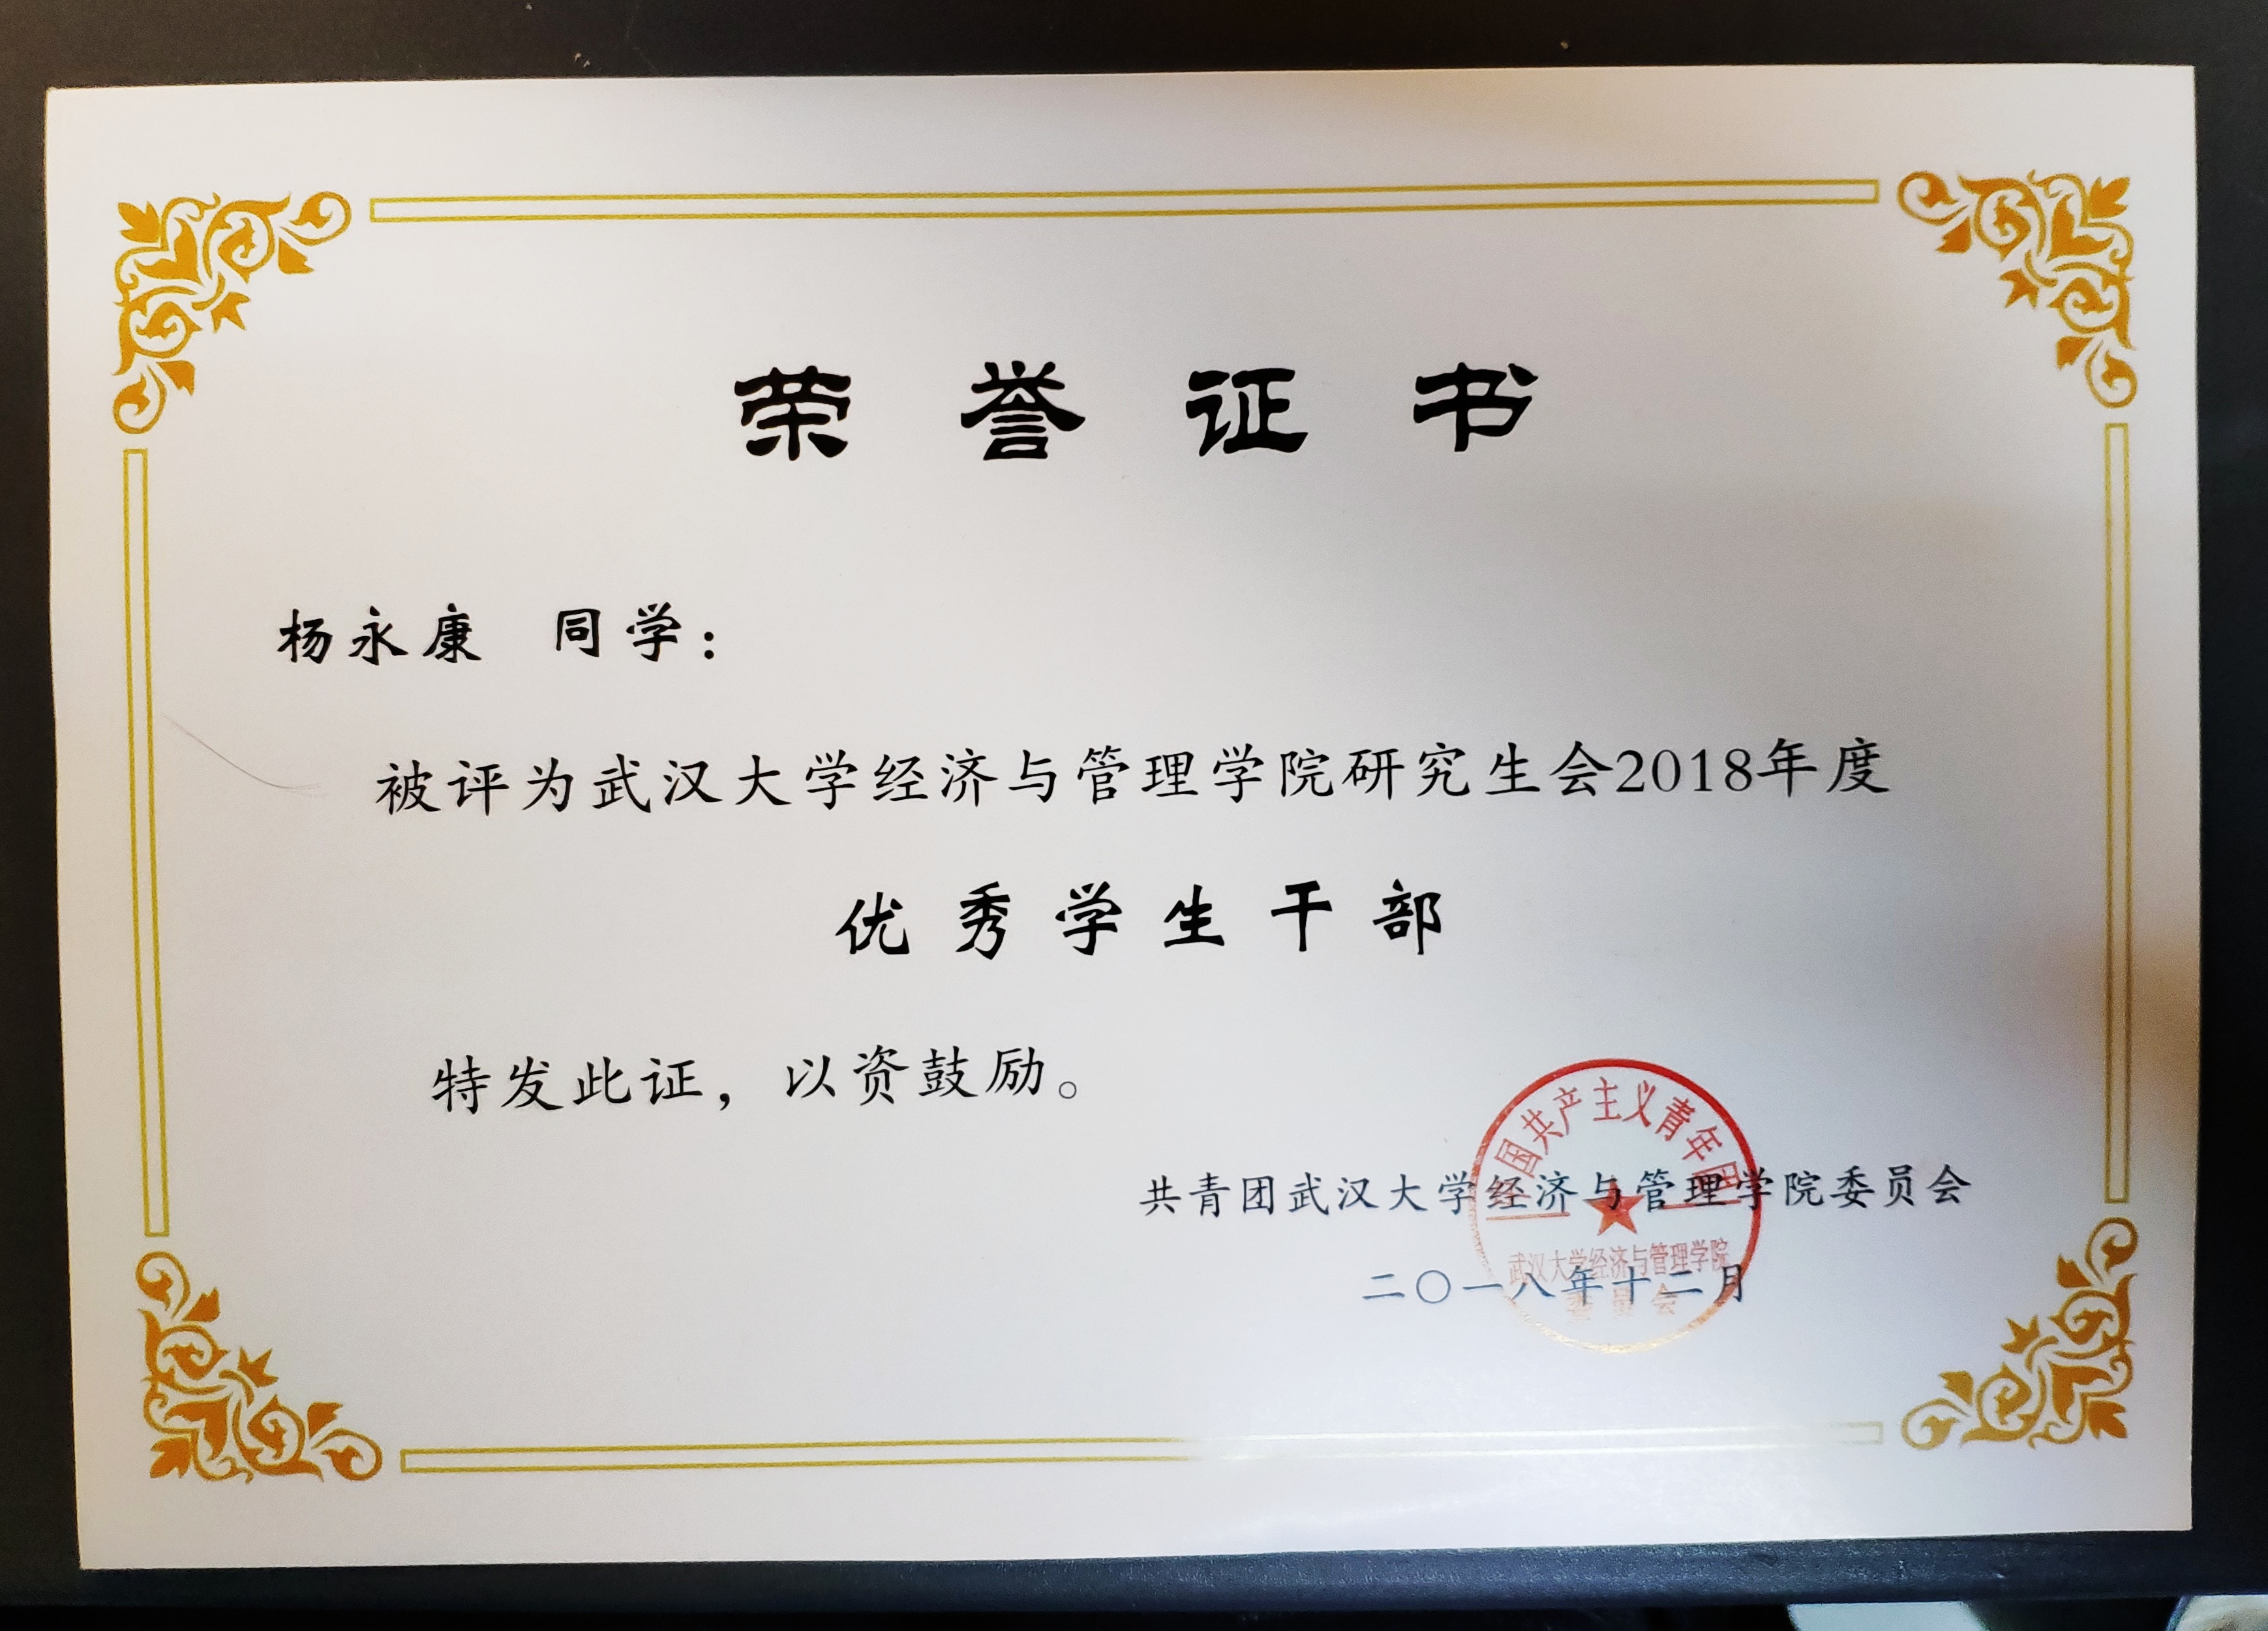 荣誉证书
杨永康 同学：
被评为武汉大学经济与管理学院研究生会2018年度
优秀学生干部
特发此证，以资鼓励。
共青团武汉大学经济与管理学院委员会
二〇一八年十二月
国共产主义青年团
武汉大学经济与管理学院
委员会